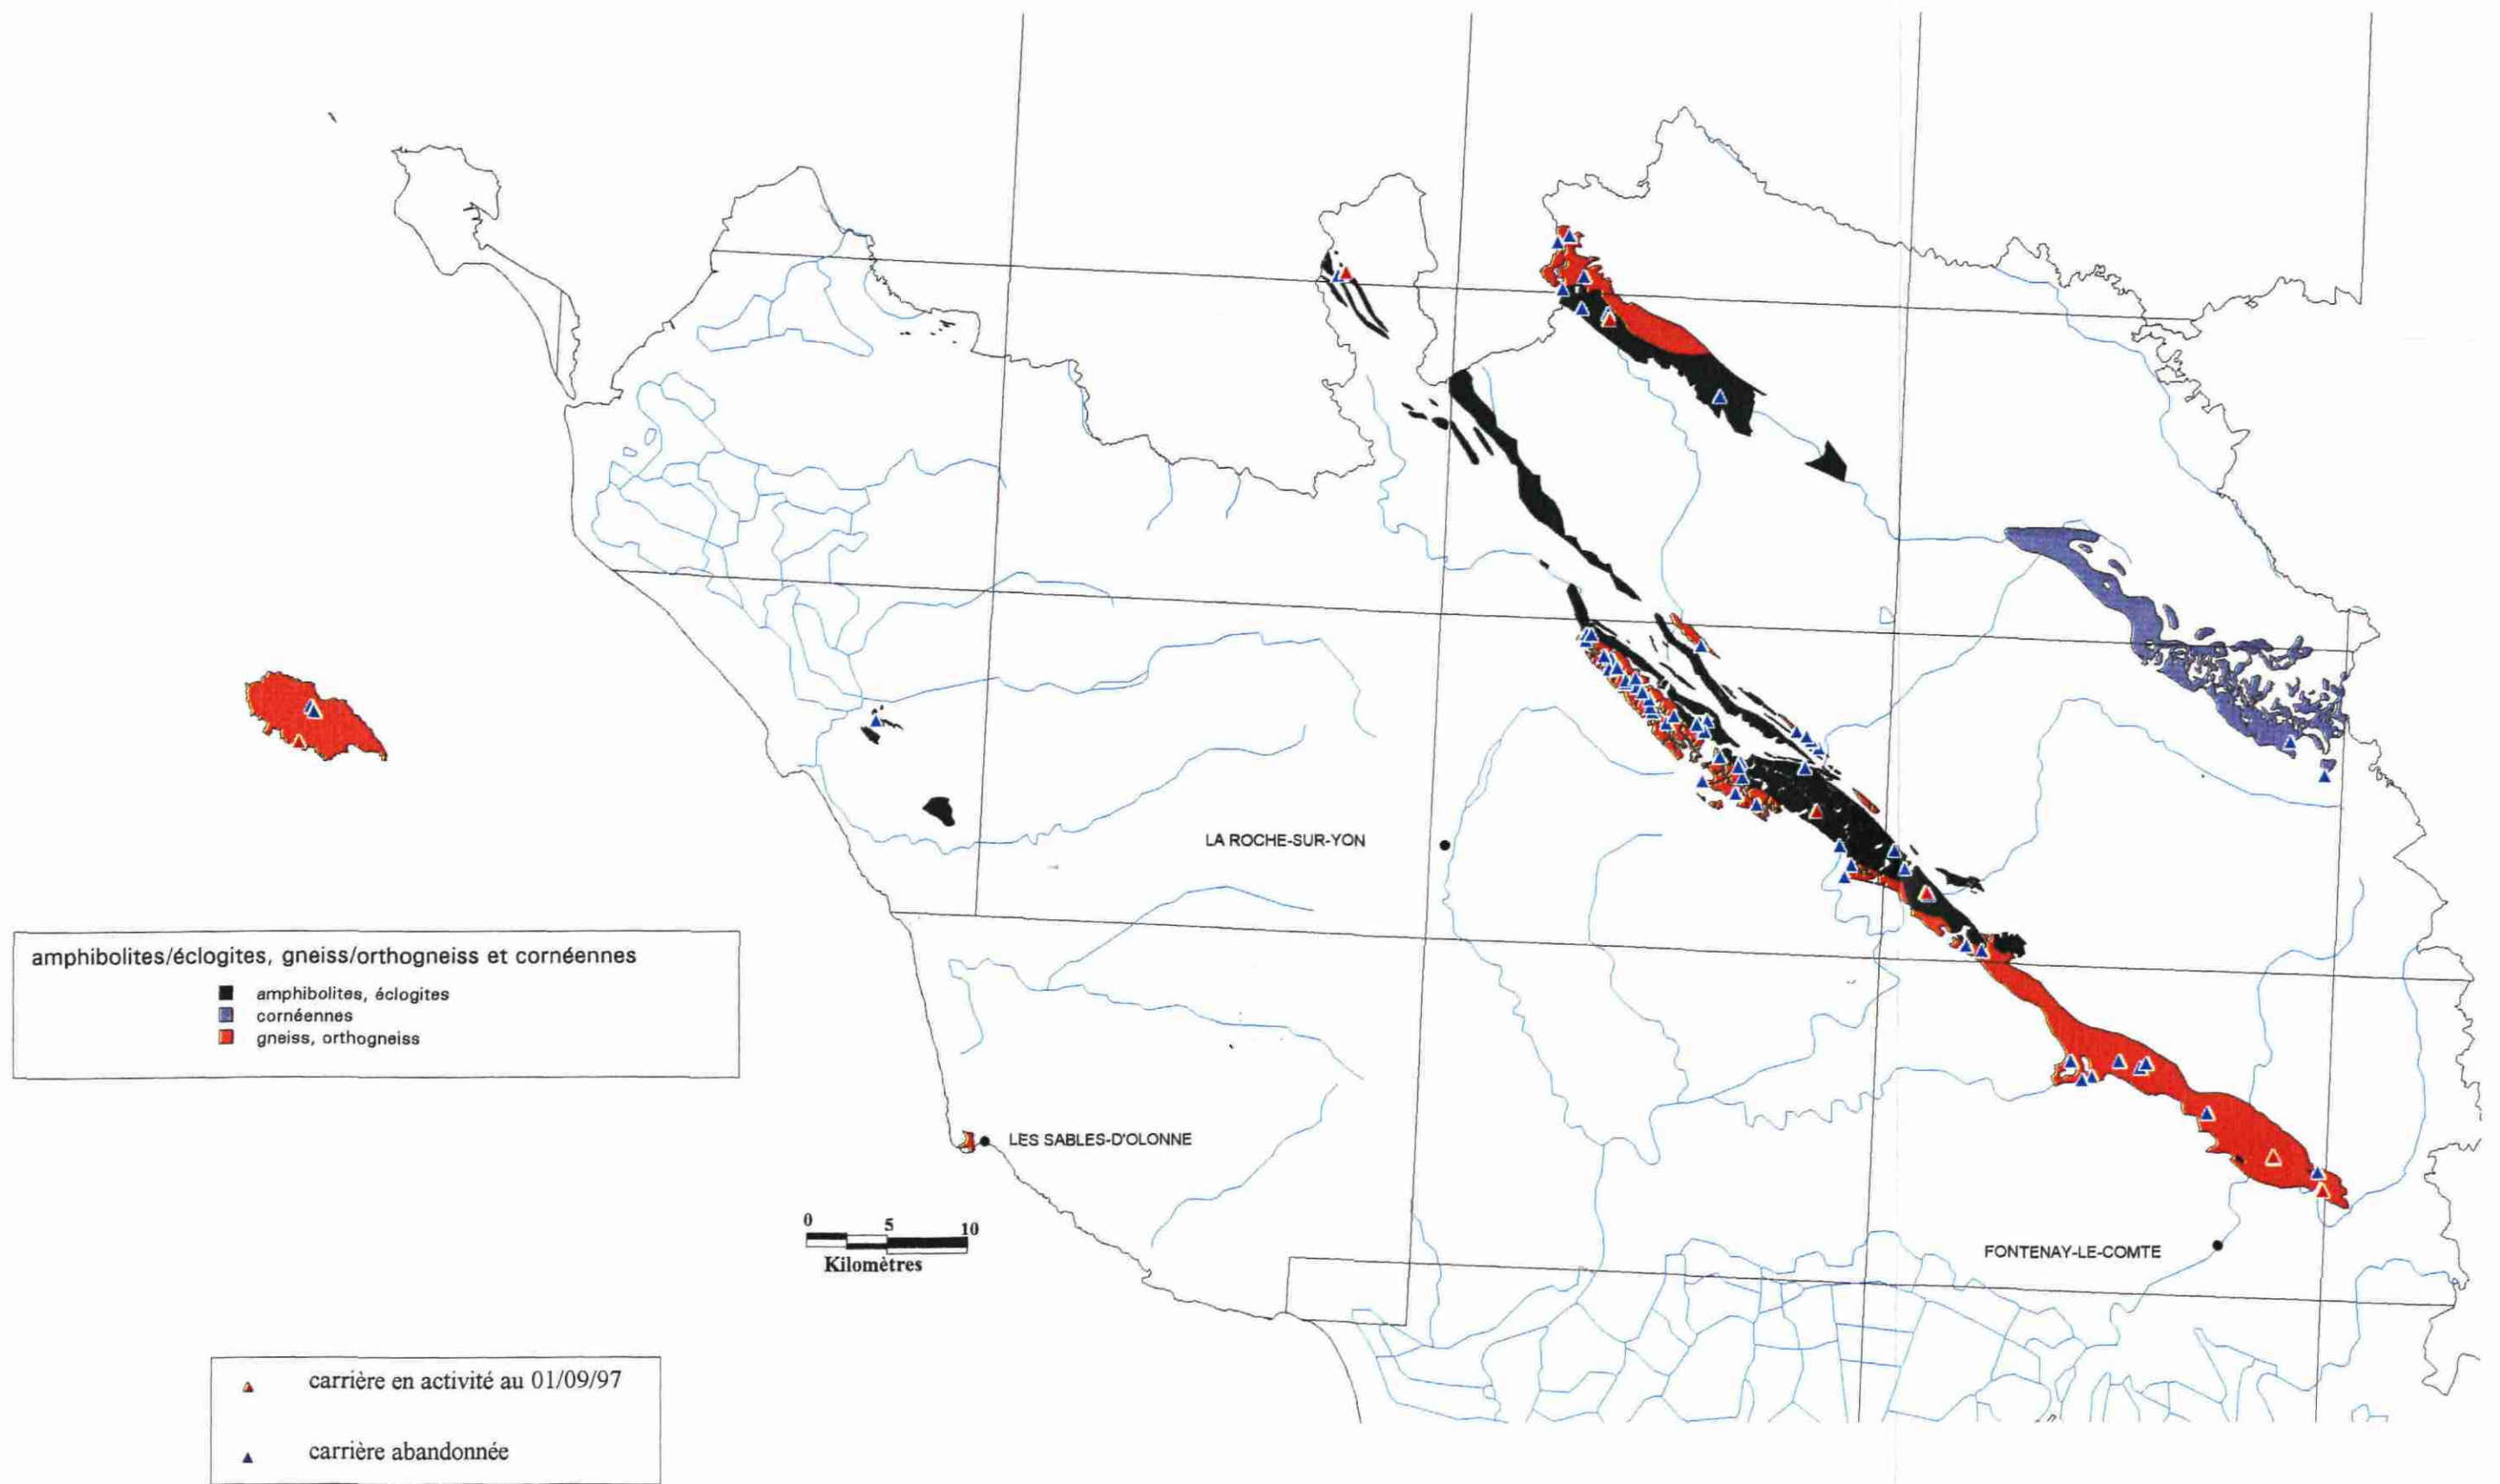 LA ROCHE-SUR-YON
amphibolites/éclogites, gneiss/orthogneiss et cornéennes
amphibolites, éclogites
cornéennes
gneiss, orthogneiss
LES SABLES-D'OLONNE
0 5 10
Kilomètres
FONTENAY-LE-COMTE
carrière en activité au 01/09/97
carrière abandonnée